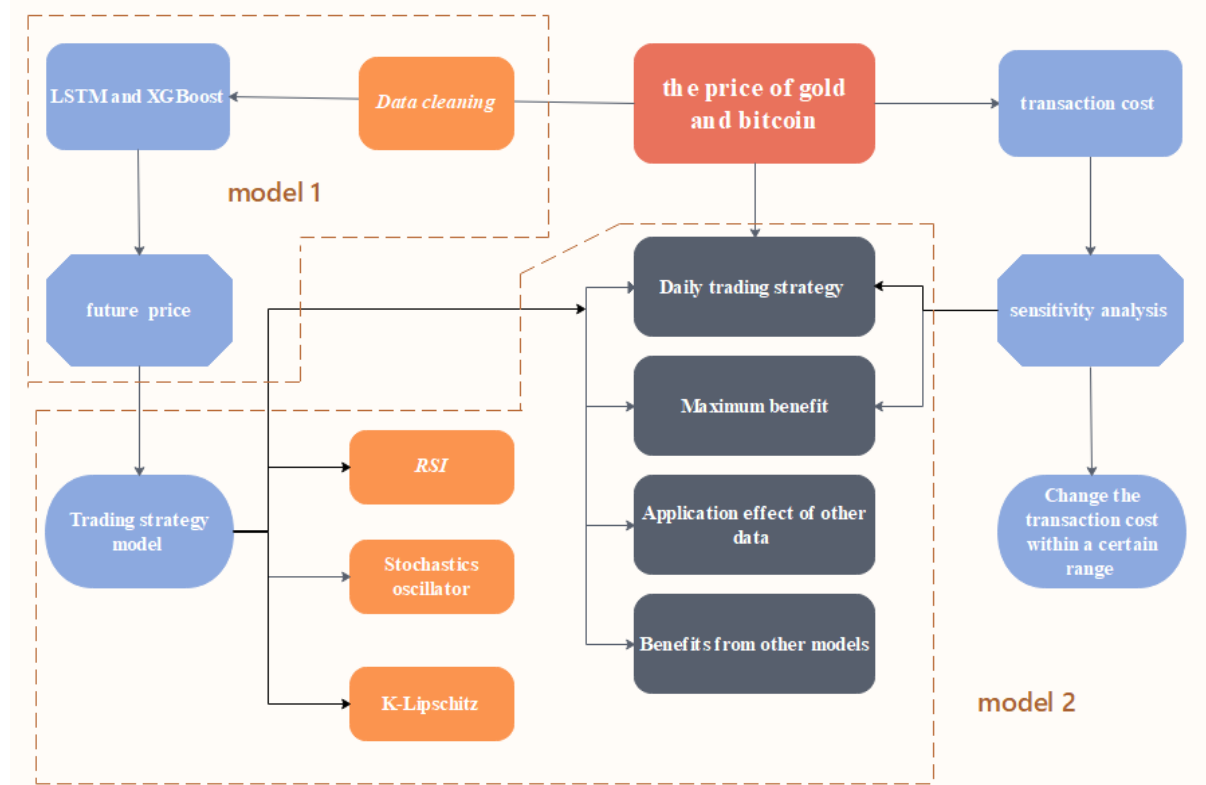 LSTM and XGBoost
Data cleaning
the price of gold
and bitcoin
transaction cost
model 1
future price
Daily trading strategy
sensitivity analysis
Maximum benefit
RSI
Trading strategy
model
Stochastics
oscillator
Application effect of other
data
Change the
transaction cost
within a certain
range
Benefits from other models
K-Lipschitz
model 2